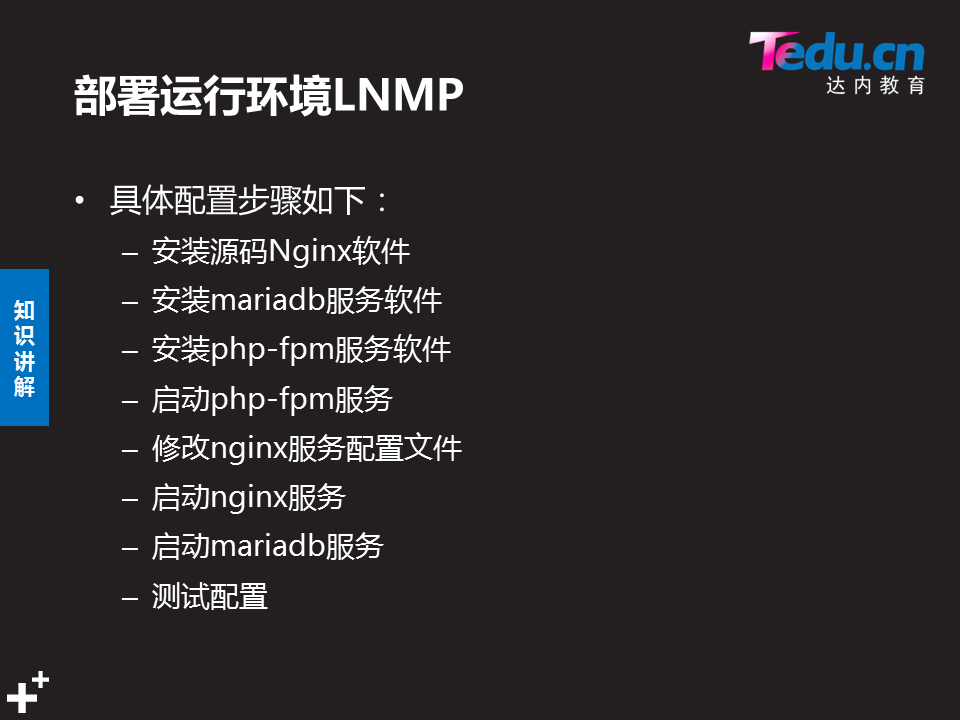 Tedu.cn
达内教育
部署运行环境LNMP
• 具体配置步骤如下：
– 安装源码Nginx软件
– 安装mariadb服务软件
– 安装php-fpm服务软件
– 启动php-fpm服务
– 修改nginx服务配置文件
– 启动nginx服务
– 启动mariadb服务
– 测试配置
知识讲解